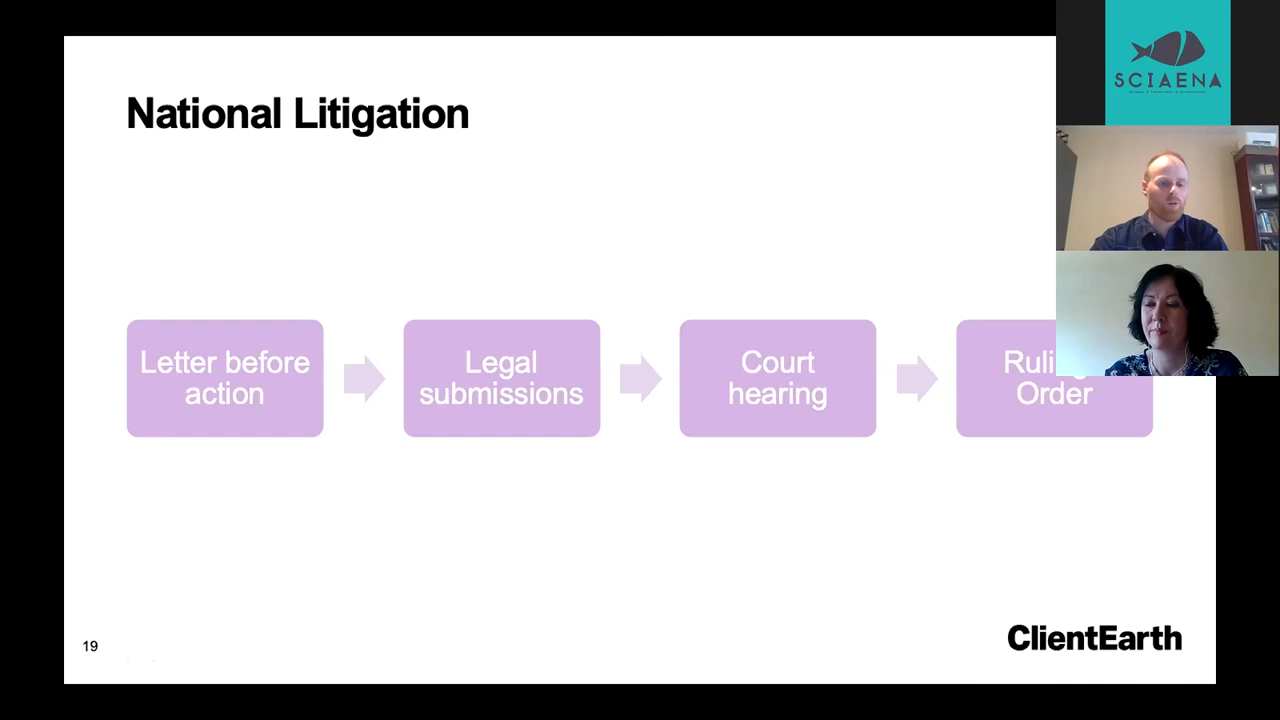 National Litigation
SCIAENA
Letter before
action
Legal
submissions
Court
hearing
Order
19
ClientEarth